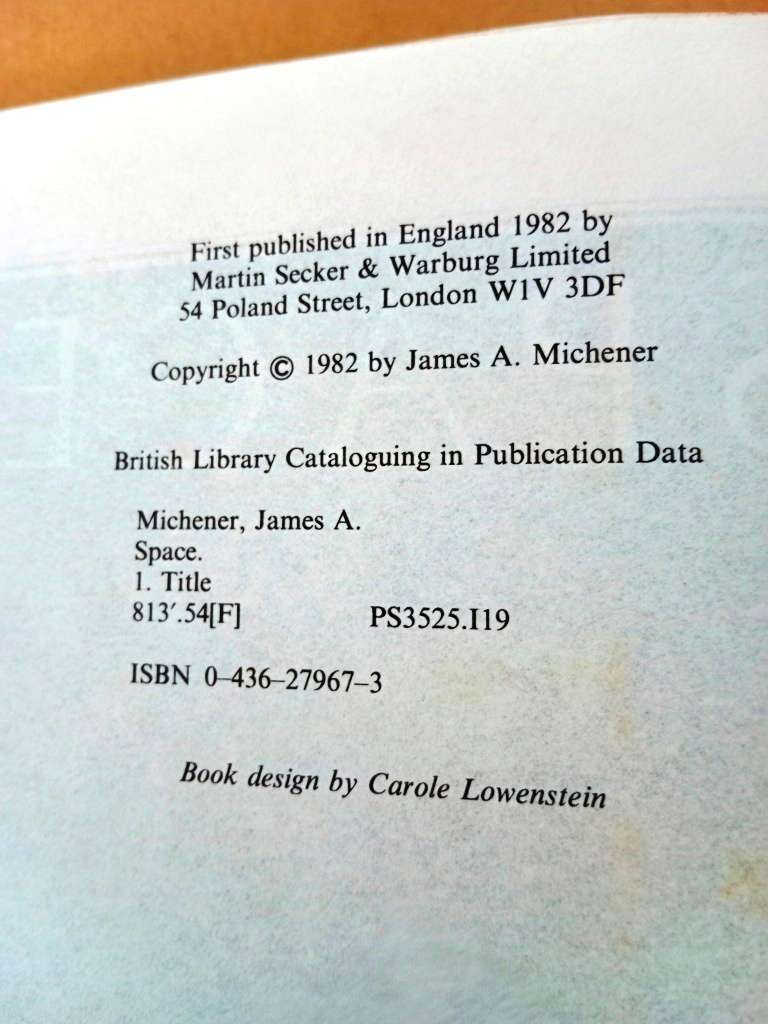 First published in England 1982 by
Martin Secker & Warburg Limited
54 Poland Street, London W1V 3DF
Copyright © 1982 by James A. Michener
British Library Cataloguing in Publication Data
Michener, James A.
Space.
1. Title
813′.54[F] PS3525.I19
ISBN 0–436–27967–3
Book design by Carole Lowenstein